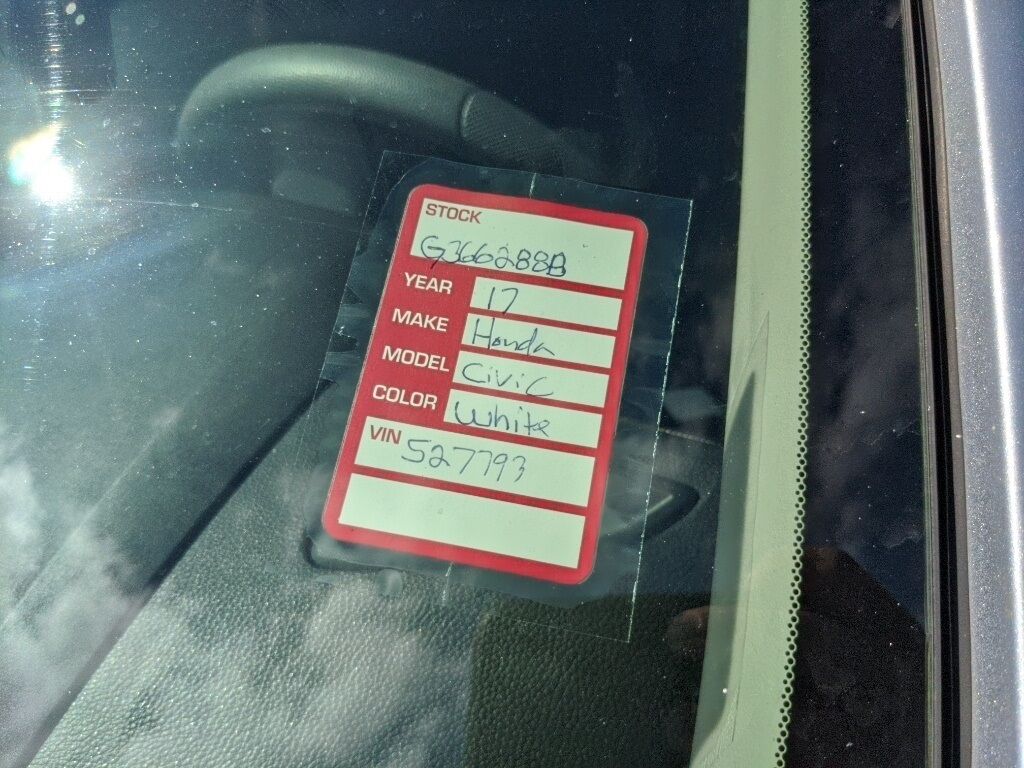 STOCK
G366288B
YEAR 17
MAKE Honda
MODEL Civic
COLOR White
VIN 527793